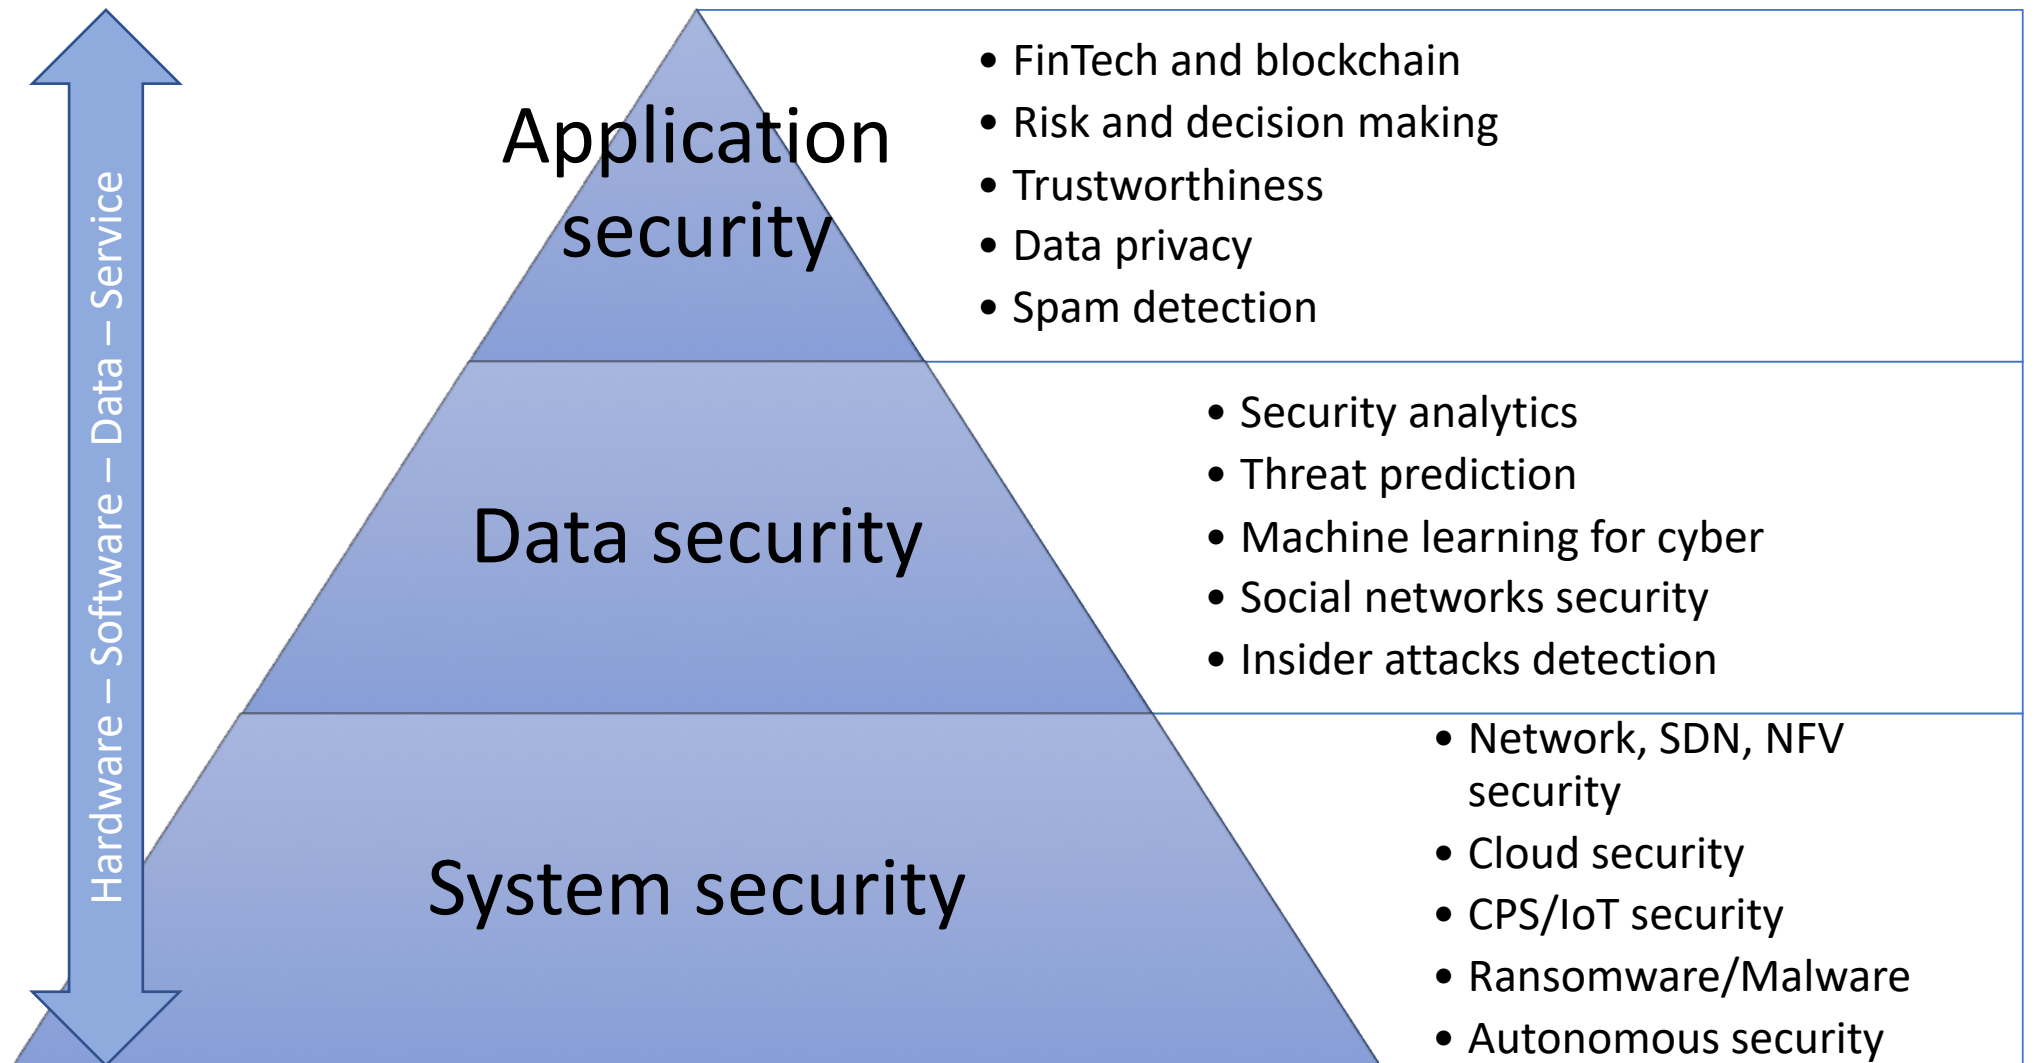 Hardware – Software – Data – Service
Application
security
• FinTech and blockchain
• Risk and decision making
• Trustworthiness
• Data privacy
• Spam detection
Data security
• Security analytics
• Threat prediction
• Machine learning for cyber
• Social networks security
• Insider attacks detection
System security
• Network, SDN, NFV
security
• Cloud security
• CPS/IoT security
• Ransomware/Malware
• Autonomous security